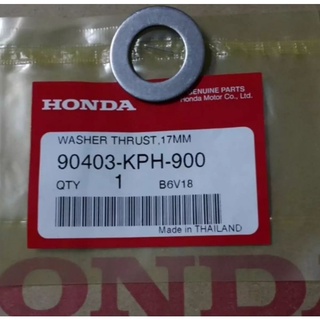 GENUINE PARTS
Honda Motor Co., Ltd.
HONDA
WASHER THRUST,17MM
90403-KPH-900
QTY 1 B6V18
Made in THAILAND
HONDA